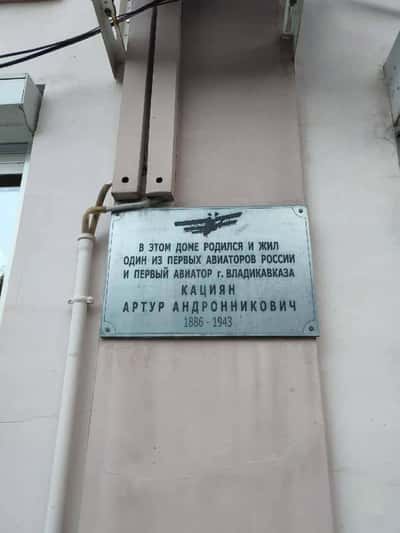 В ЭТОМ ДОМЕ РОДИЛСЯ И ЖИЛ
ОДИН ИЗ ПЕРВЫХ АВИАТОРОВ РОССИИ
И ПЕРВЫЙ АВИАТОР г. ВЛАДИКАВКАЗА
КАЦИЯН
АРТУР АНДРОННИКОВИЧ
1886 - 1943